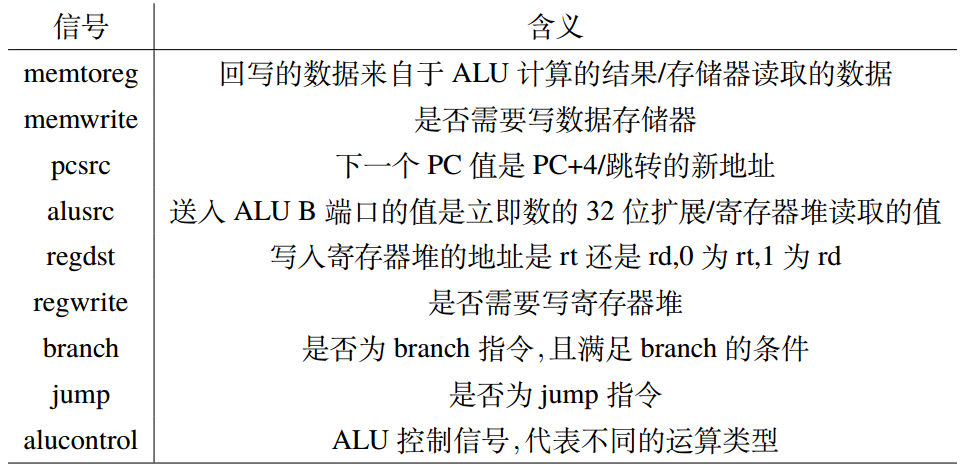 信号 含义
memtoreg 回写的数据来自于 ALU 计算的结果/存储器读取的数据
memwrite 是否需要写数据存储器
pcsrc 下一个 PC 值是 PC+4/跳转的新地址
alusrc 送入 ALU B 端口的值是立即数的 32 位扩展/寄存器堆读取的值
regdst 写入寄存器堆的地址是 rt 还是 rd,0 为 rt,1 为 rd
regwrite 是否需要写寄存器堆
branch 是否为 branch 指令,且满足 branch 的条件
jump 是否为 jump 指令
alucontrol ALU 控制信号,代表不同的运算类型